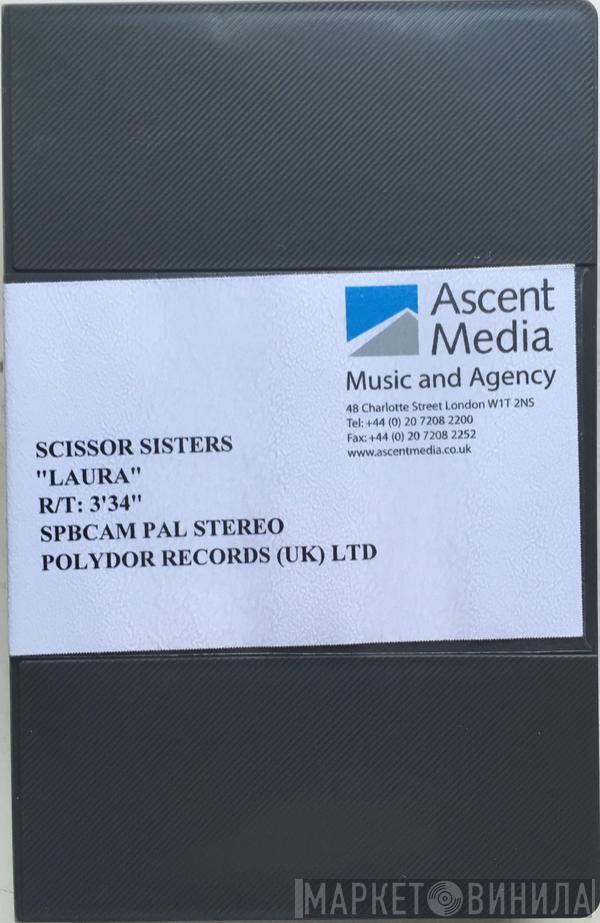 Ascent
Media
Music and Agency
48 Charlotte Street London W1T 2NS
Tel: +44 (0) 20 7208 2200
Fax: +44 (0) 20 7208 2252
www.ascentmedia.co.uk
SCISSOR SISTERS
"LAURA"
R/T: 3'34"
SPBCAM PAL STEREO
POLYDOR RECORDS (UK) LTD
МАРКЕТ ВИНИЛА